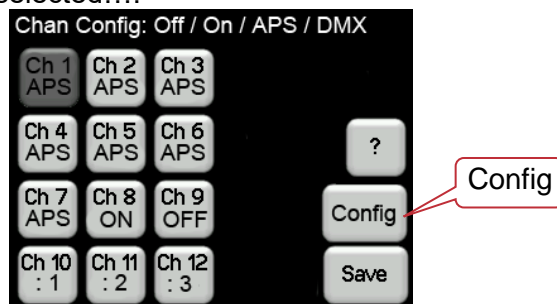 selected....
Chan Config: Off / On / APS / DMX
Ch 1 Ch 2 Ch 3
APS APS APS
Ch 4 Ch 5 Ch 6
APS APS APS
?
Ch 7 Ch 8 Ch 9
APS ON OFF
Config
Config
Ch 10 Ch 11 Ch 12
: 1 : 2 : 3
Save